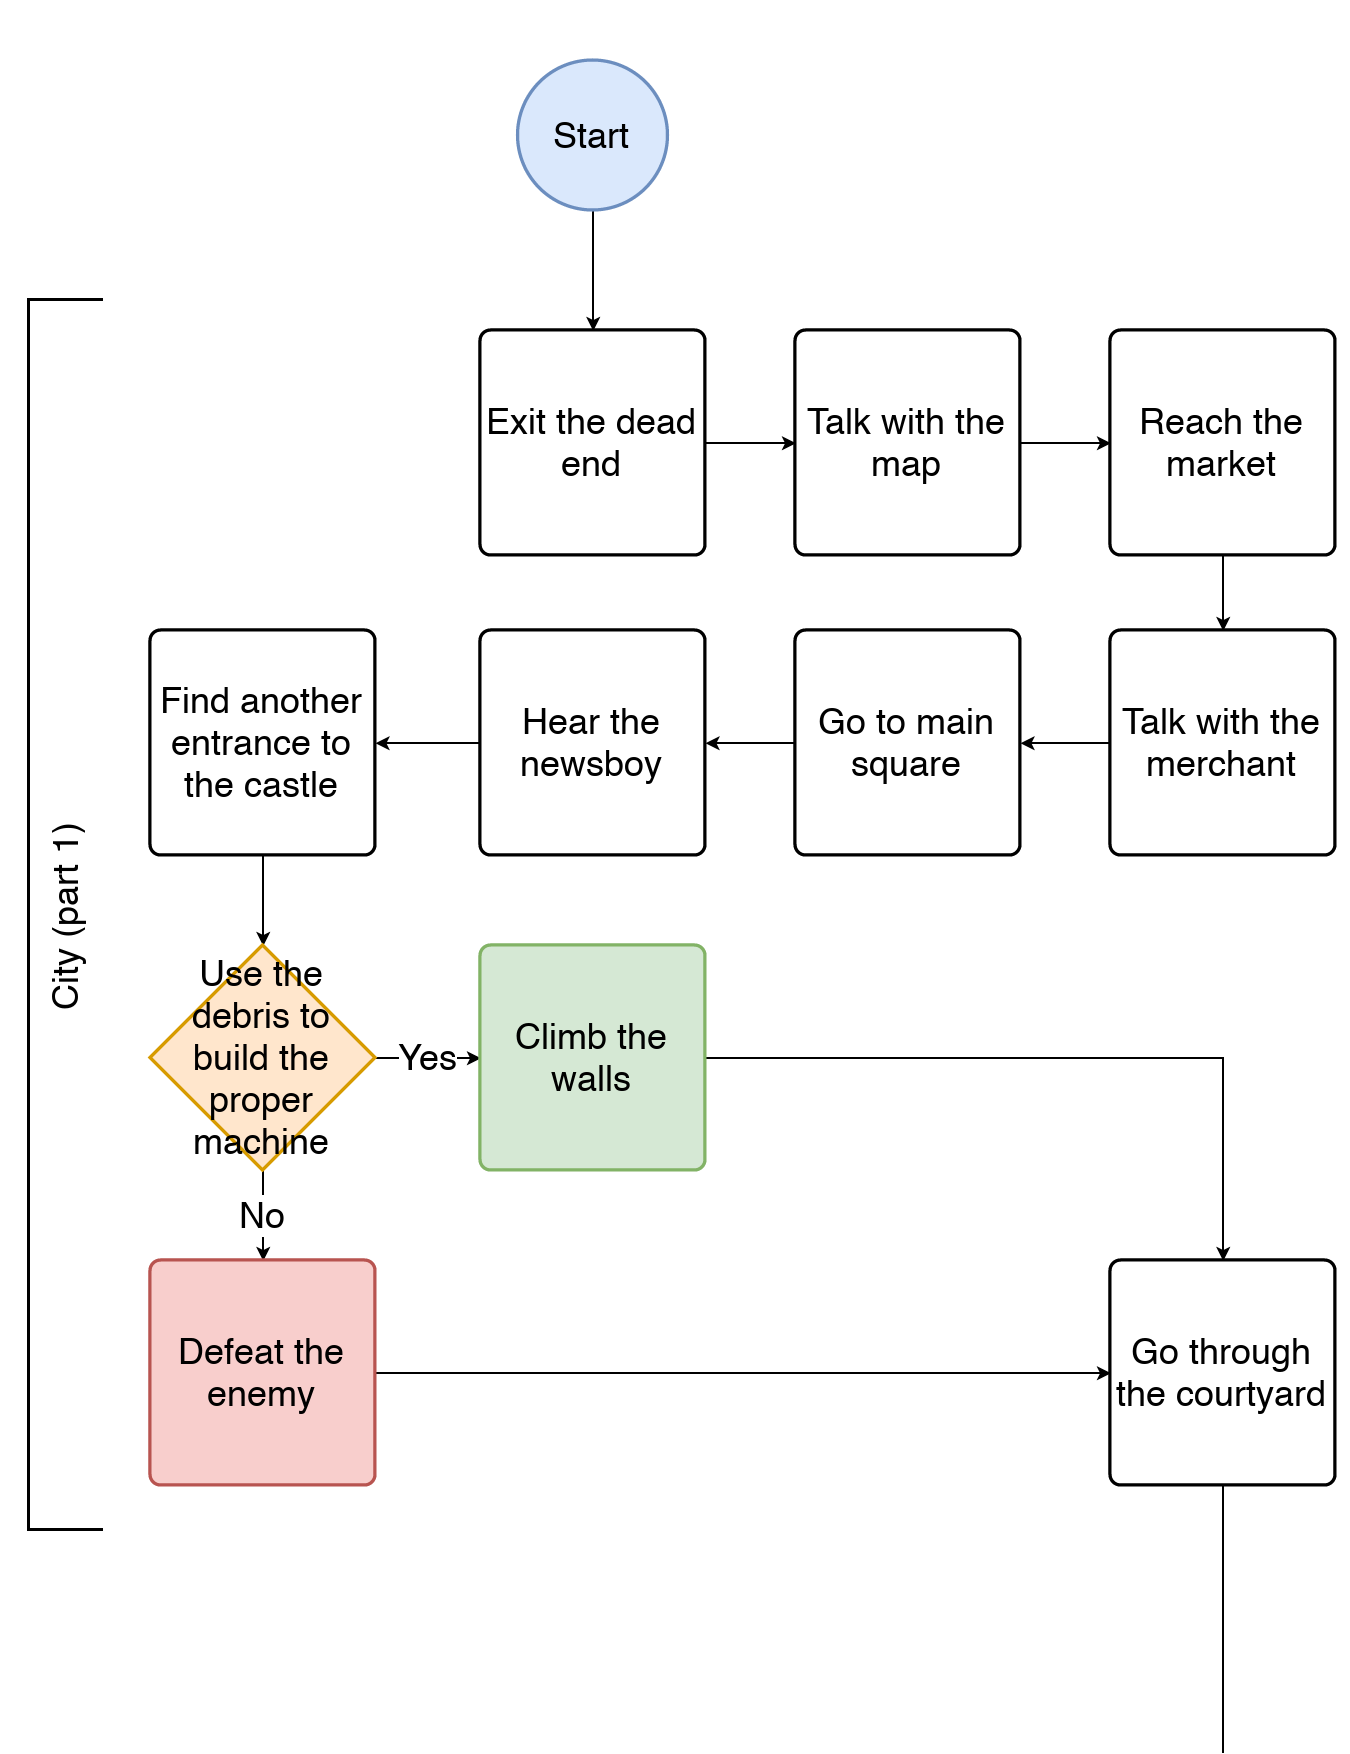 Start
Exit the dead
end
Talk with the
map
Reach the
market
Find another
entrance to
the castle
Hear the
newsboy
Go to main
square
Talk with the
merchant
City (part 1)
Use the
debris to
build the
proper
machine
Yes
Climb the
walls
No
Defeat the
enemy
Go through
the courtyard